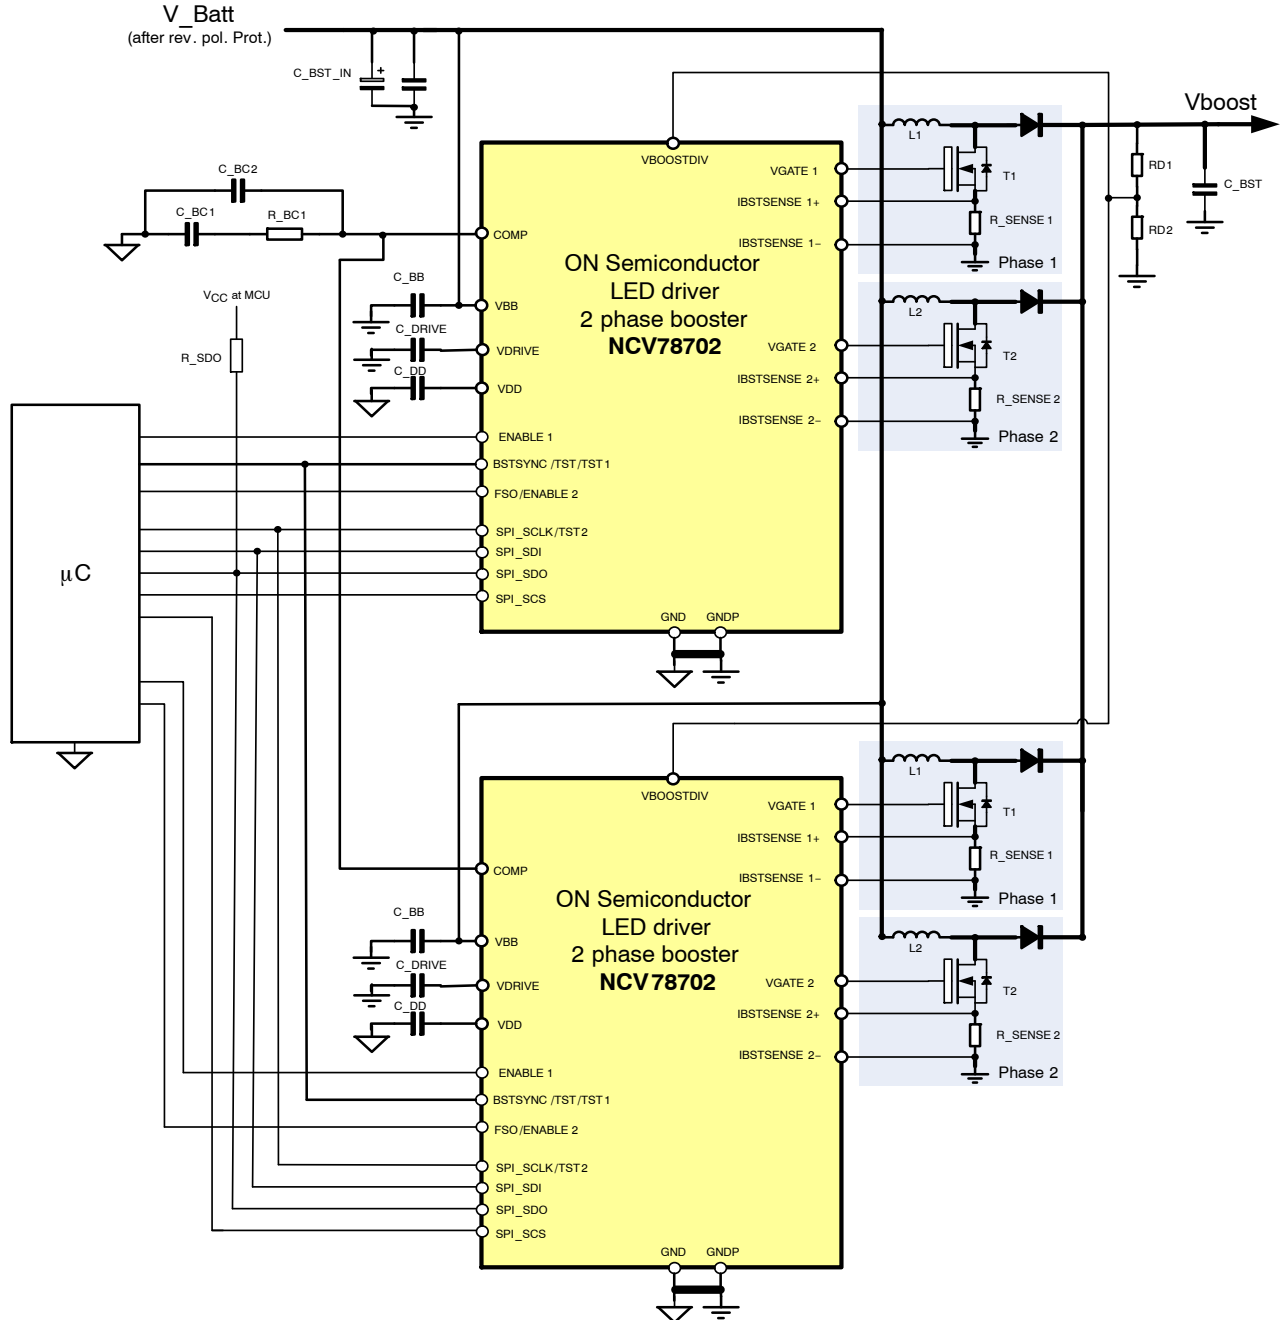 V_Batt
(after rev. pol. Prot.)
C_BST_IN
+
Vboost
L1
VBOOSTDIV
VGATE 1
T1
RD1
C_BST
C_BC2
C_BC1
R_BC1
IBSTSENSE 1+
R_SENSE 1
RD2
COMP
IBSTSENSE 1−
Phase 1
ON Semiconductor
LED driver
2 phase booster
NCV78702
C_BB
VCC at MCU
VBB
L2
C_DRIVE
R_SDO
VDRIVE
VGATE 2
T2
C_DD
VDD
IBSTSENSE 2+
R_SENSE 2
IBSTSENSE 2−
Phase 2
ENABLE 1
BSTSYNC /TST/TST1
FSO/ENABLE 2
SPI_SCLK/TST2
SPI_SDI
μC
SPI_SDO
SPI_SCS
GND
GNDP
L1
VBOOSTDIV
VGATE 1
T1
IBSTSENSE 1+
R_SENSE 1
COMP
IBSTSENSE 1−
Phase 1
ON Semiconductor
LED driver
2 phase booster
NCV78702
C_BB
VBB
L2
C_DRIVE
VDRIVE
VGATE 2
T2
C_DD
VDD
IBSTSENSE 2+
R_SENSE 2
IBSTSENSE 2−
Phase 2
ENABLE 1
BSTSYNC /TST/TST1
FSO/ENABLE 2
SPI_SCLK/TST2
SPI_SDI
SPI_SDO
SPI_SCS
GND
GNDP